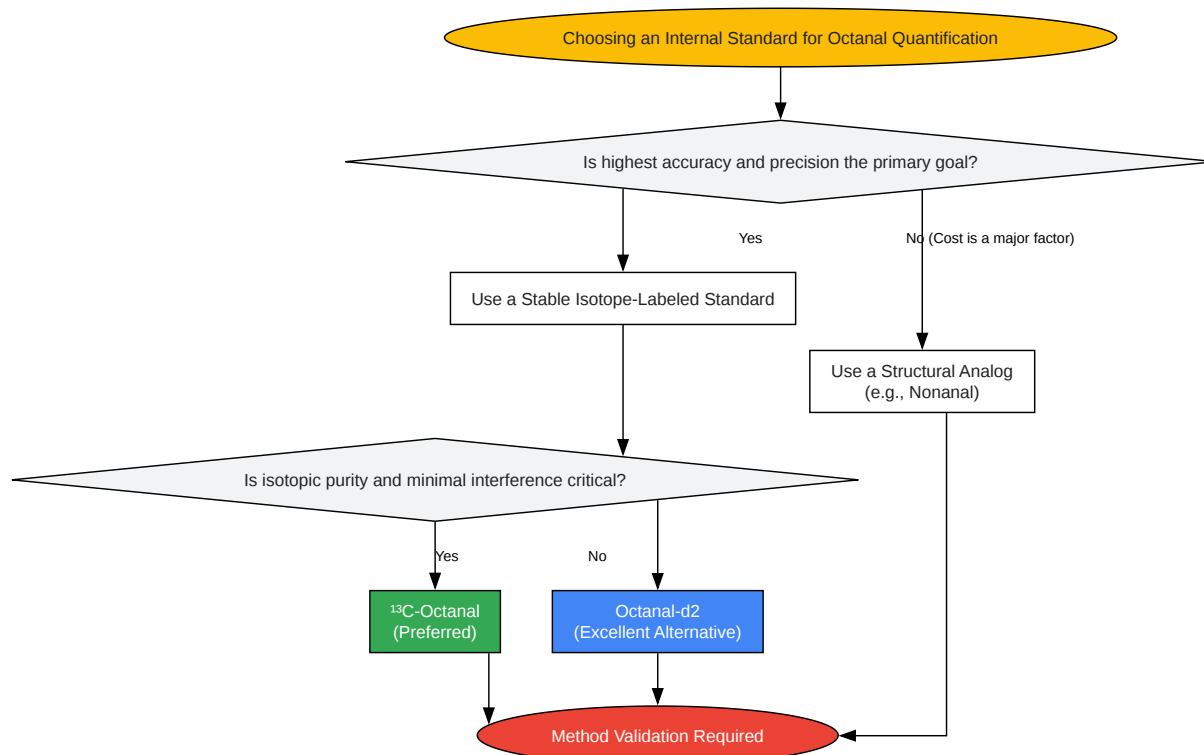 Choosing an Internal Standard for Octanal Quantification
Is highest accuracy and precision the primary goal?
Yes
No (Cost is a major factor)
Use a Stable Isotope-Labeled Standard
Use a Structural Analog
(e.g., Nonanal)
Is isotopic purity and minimal interference critical?
Yes
No
¹³C-Octanal
(Preferred)
Octanal-d2
(Excellent Alternative)
Method Validation Required